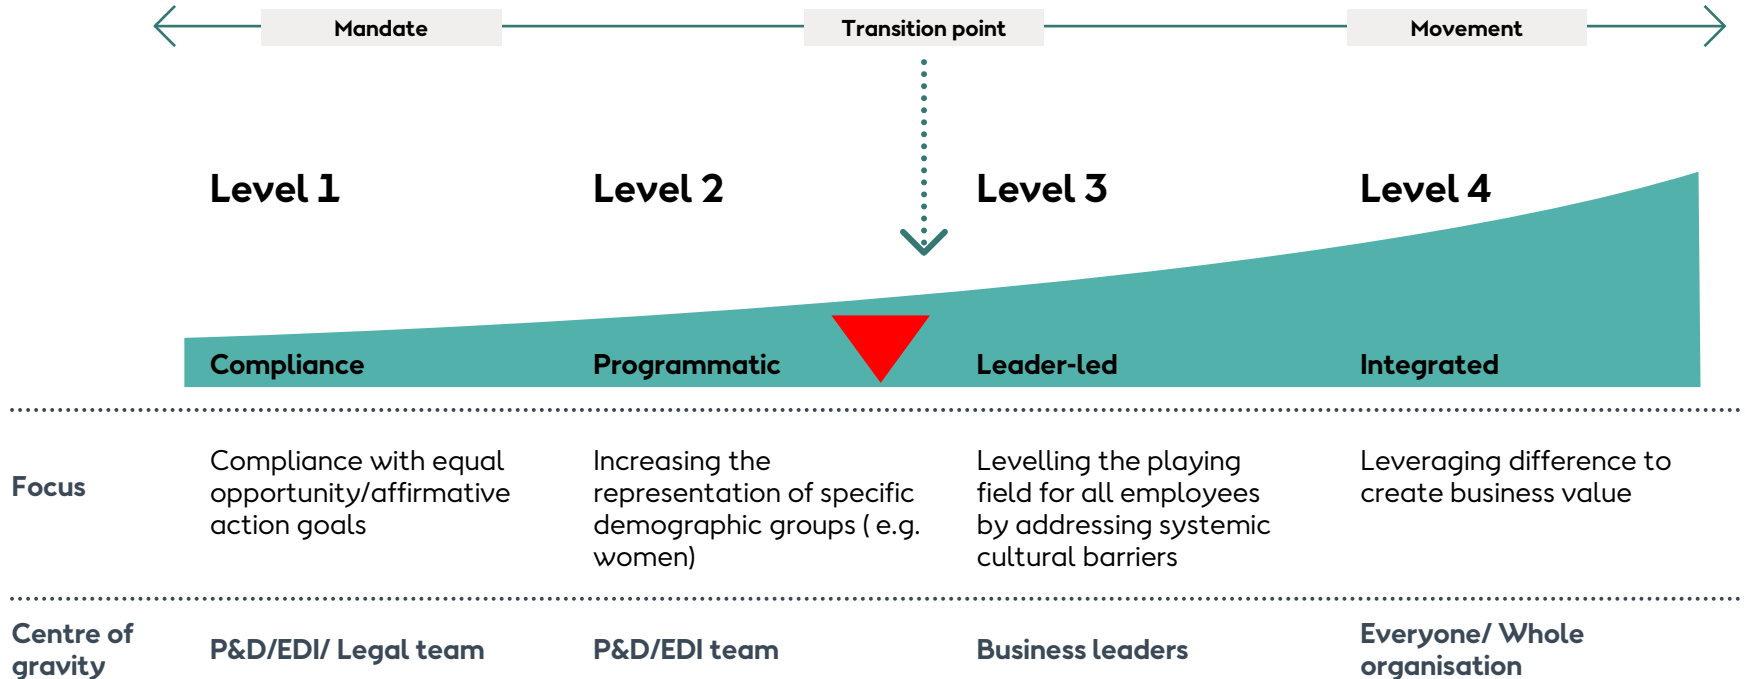 Mandate
Transition point
Movement
Level 1
Level 2
Level 3
Level 4
Compliance
Programmatic
Leader-led
Integrated
Focus
Compliance with equal
opportunity/affirmative
action goals
Increasing the
representation of specific
demographic groups ( e.g.
women)
Levelling the playing
field for all employees
by addressing systemic
cultural barriers
Leveraging difference to
create business value
Centre of
gravity
P&D/EDI/ Legal team
P&D/EDI team
Business leaders
Everyone/ Whole
organisation